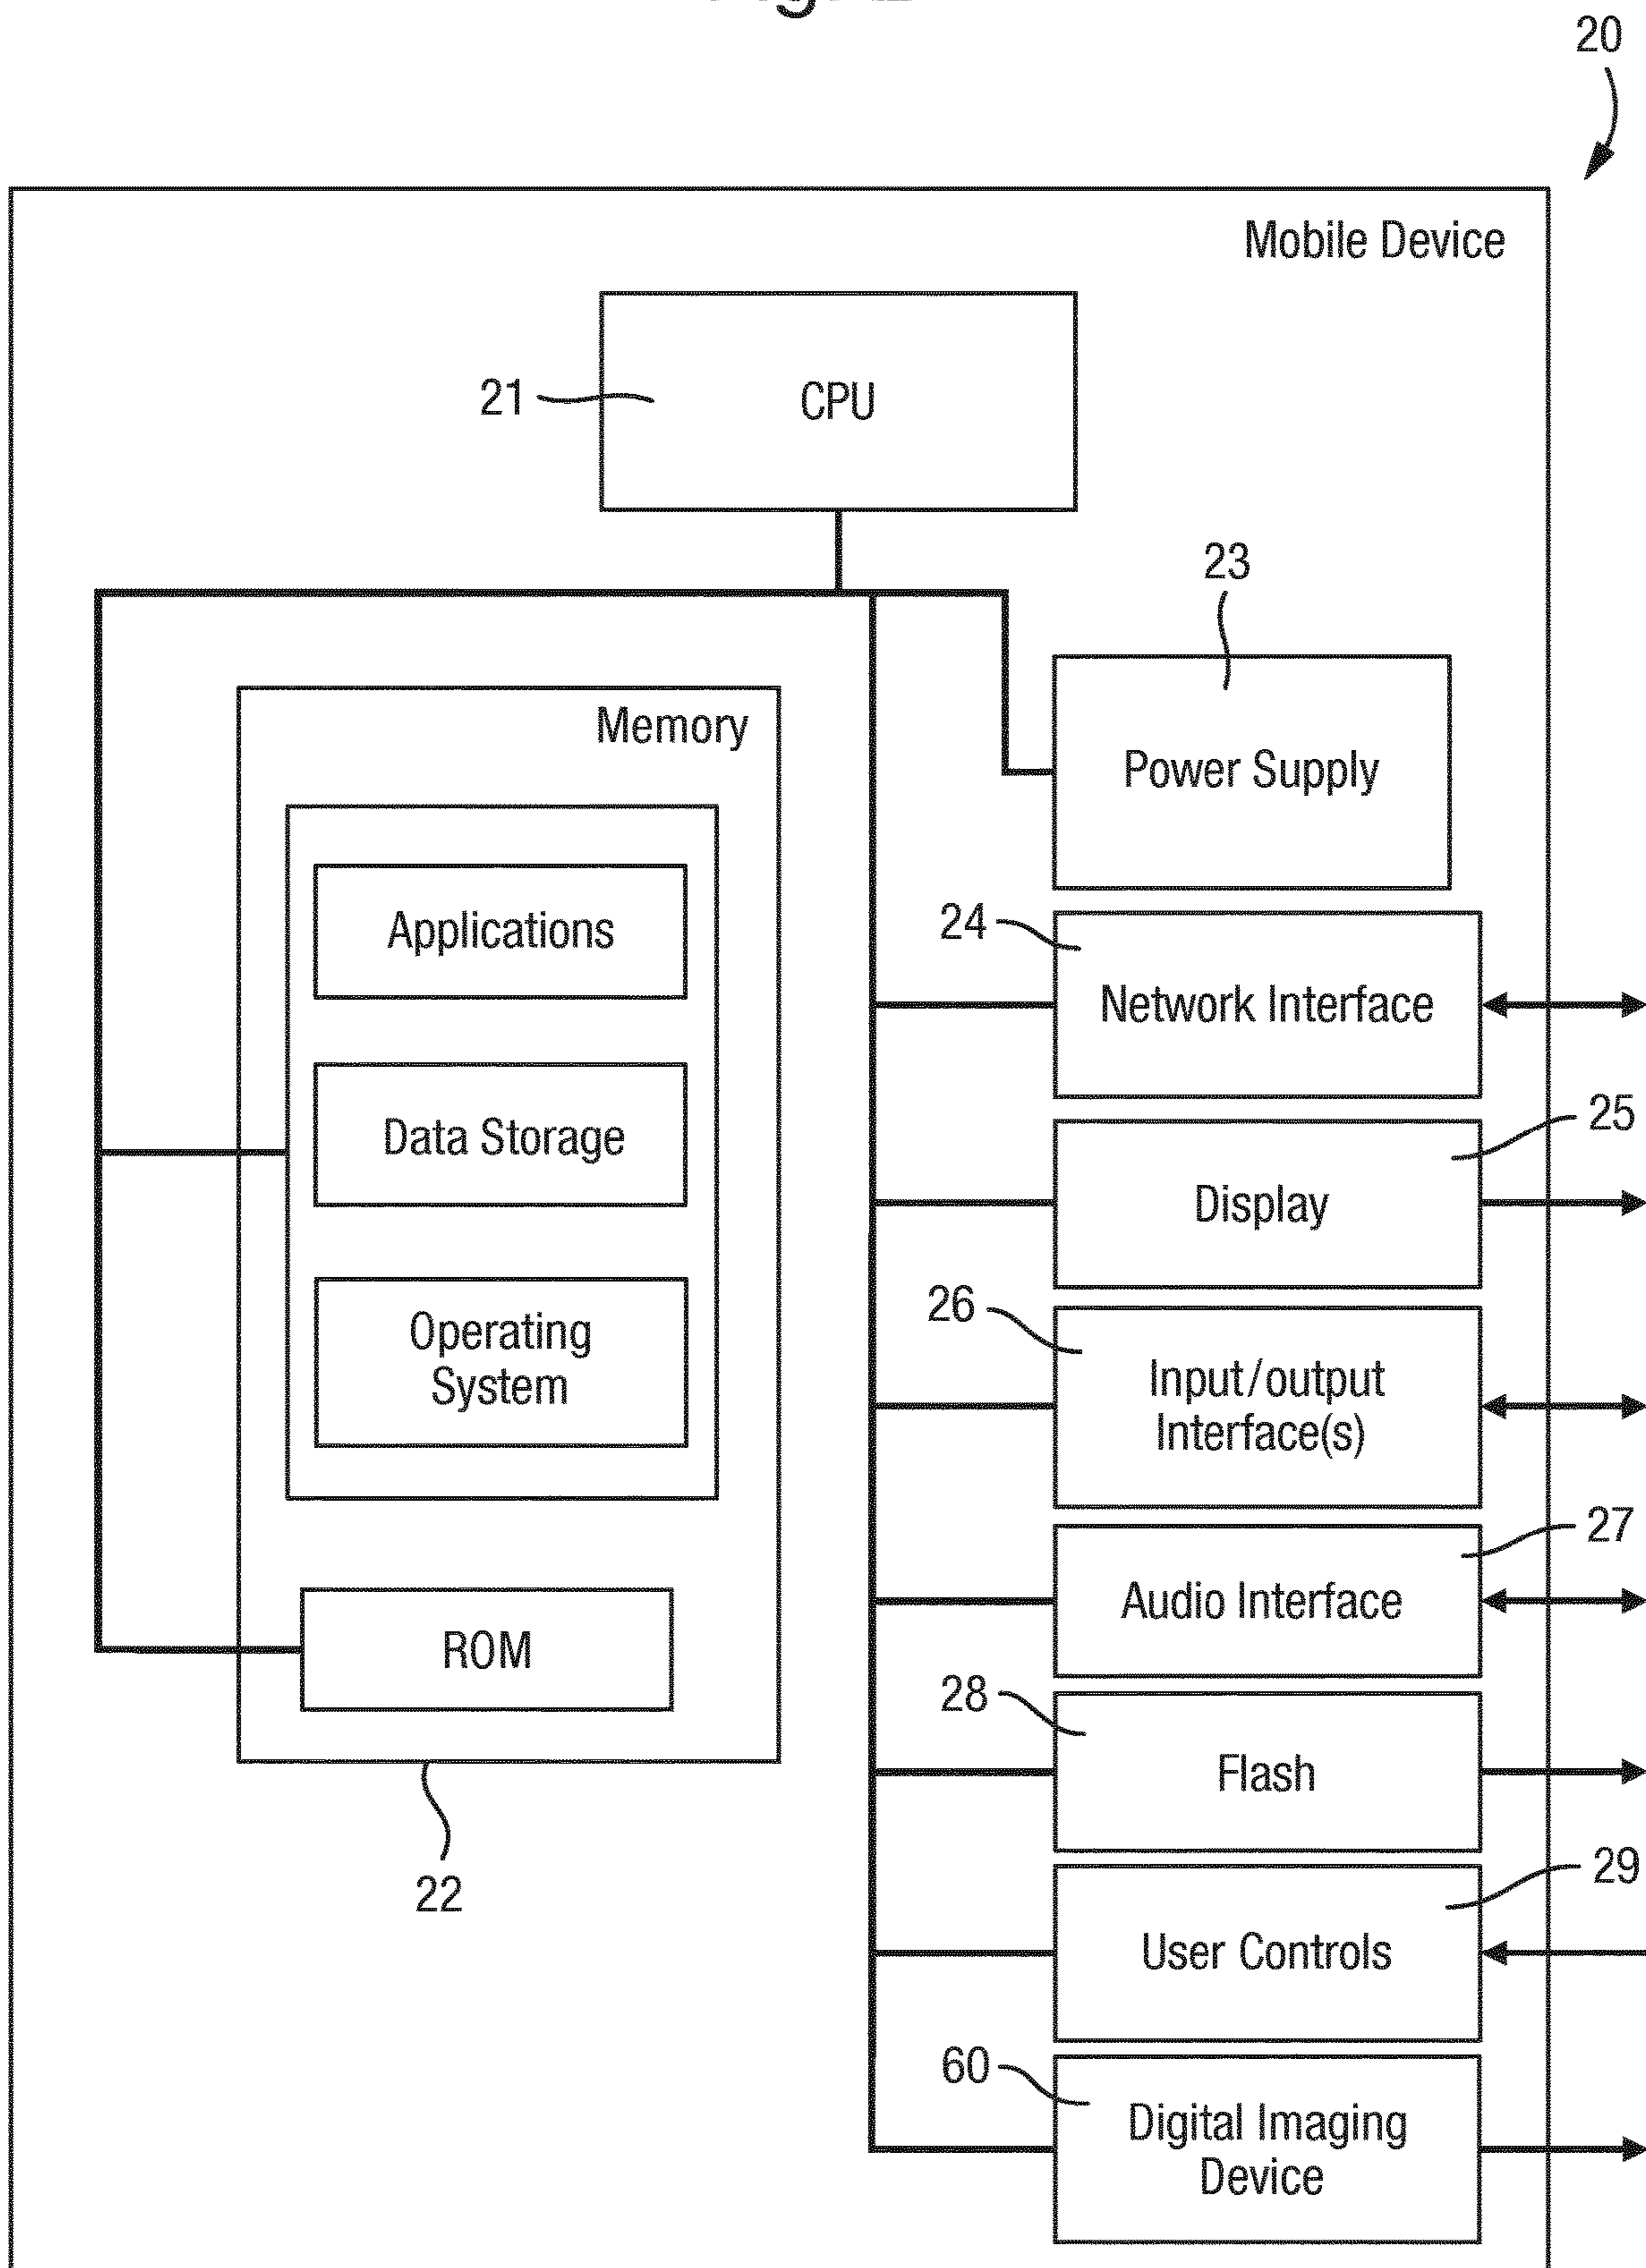 20
Mobile Device
21
CPU
23
Power Supply
Memory
Applications
Data Storage
Operating
System
ROM
22
24
Network Interface
25
Display
26
Input/output
Interface(s)
27
Audio Interface
28
Flash
29
User Controls
60
Digital Imaging
Device